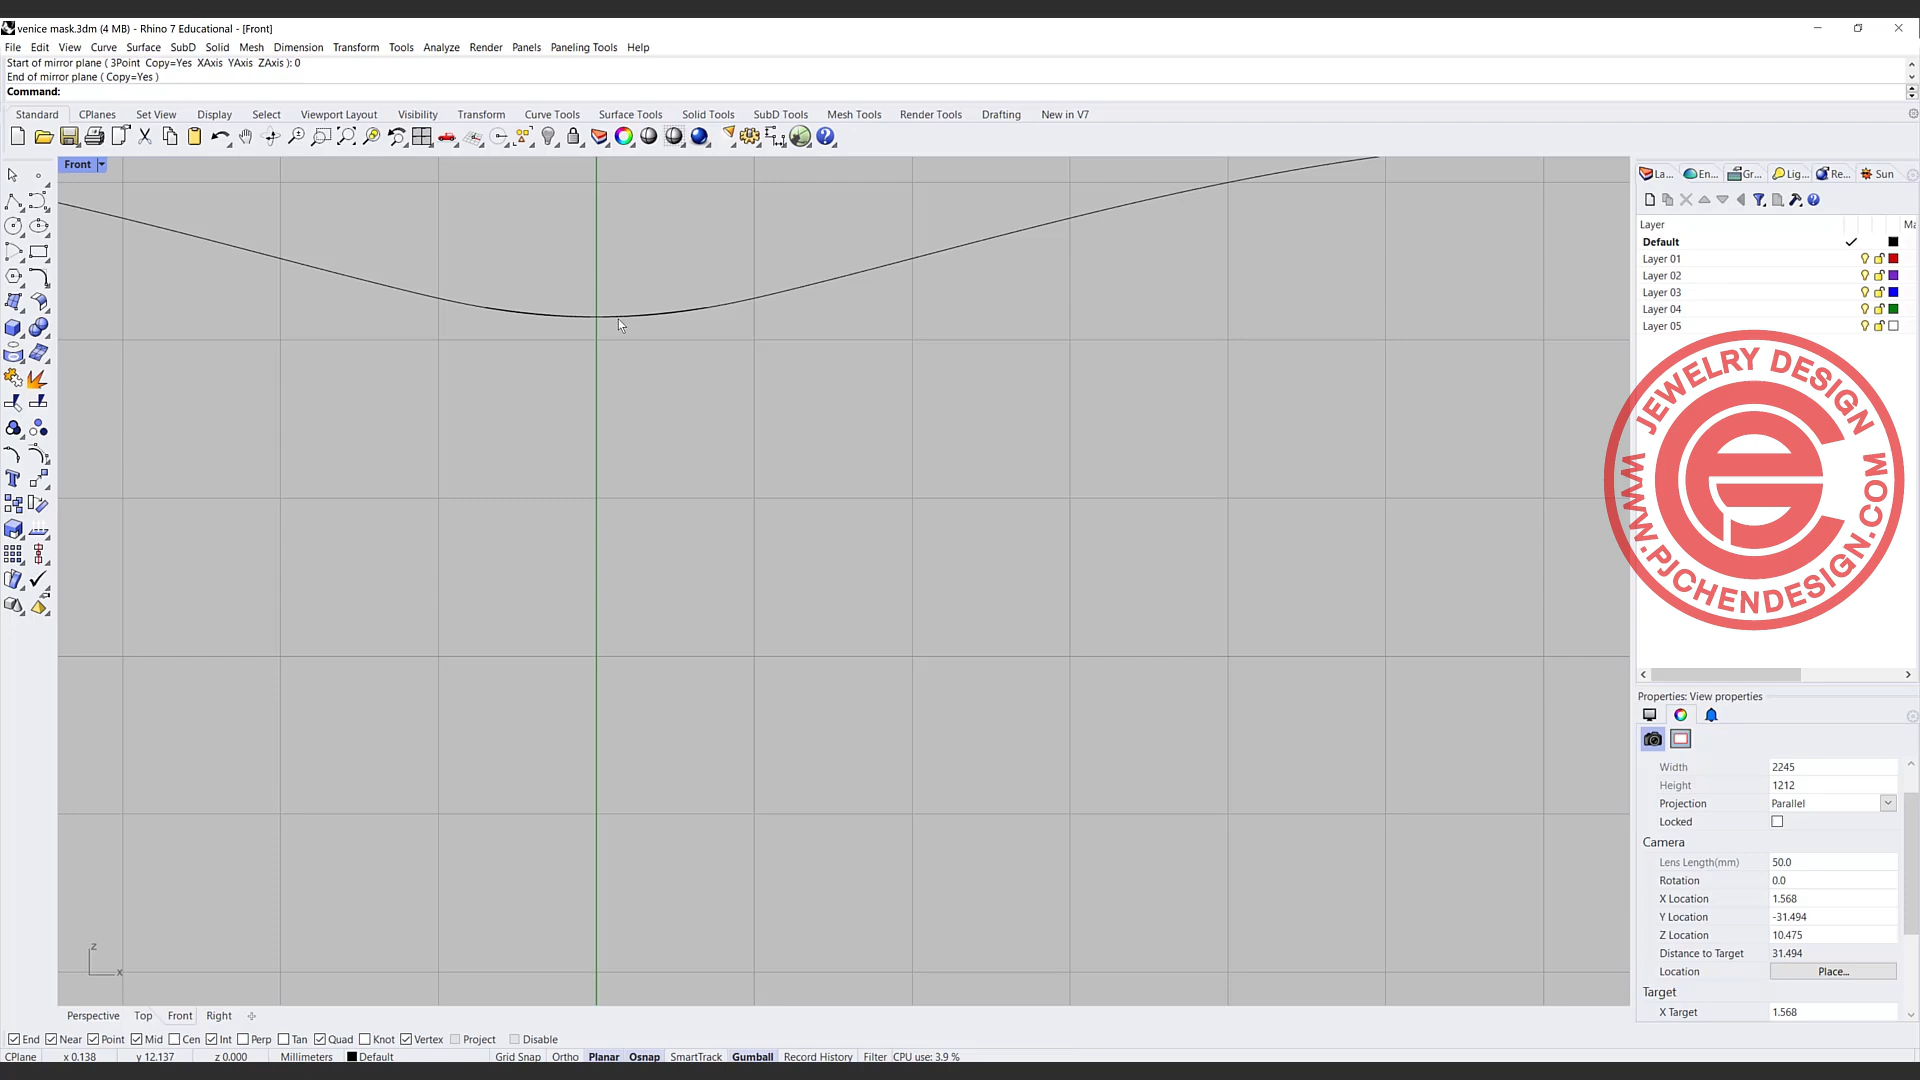 venice mask.3dm (4 MB) - Rhino 7 Educational - [Front]
File Edit View Curve Surface SubD Solid Mesh Dimension Transform Tools Analyze Render Panels Paneling Tools Help
Start of mirror plane ( 3Point Copy=Yes XAxis YAxis ZAxis ): 0
End of mirror plane ( Copy=Yes )
Command:
Standard CPlanes Set View Display Select Viewport Layout Visibility Transform Curve Tools Surface Tools Solid Tools SubD Tools Mesh Tools Render Tools Drafting New in V7
Front
La... En... Gr... Lig... Re... Sun
Layer Ma
Default
Layer 01
Layer 02
Layer 03
Layer 04
Layer 05
JEWELRY DESIGN
WWW.PJCHENDESIGN.COM
Properties: View properties
Width 2245
Height 1212
Projection Parallel
Locked
Camera
Lens Length(mm) 50.0
Rotation 0.0
X Location 1.568
Y Location -31.494
Z Location 10.475
Distance to Target 31.494
Location Place...
Target
X Target 1.568
z
x
Perspective Top Front Right
End Near Point Mid Cen Int Perp Tan Quad Knot Vertex Project Disable
CPlane x 0.138 y 12.137 z 0.000 Millimeters Default Grid Snap Ortho Planar Osnap SmartTrack Gumball Record History Filter CPU use: 3.9 %